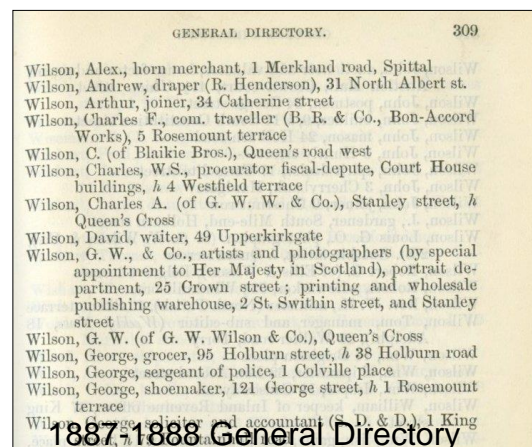 GENERAL DIRECTORY. 309
Wilson, Alex., horn merchant, 1 Merkland road, Spittal
Wilson, Andrew, draper (R. Henderson), 31 North Albert st.
Wilson, Arthur, joiner, 34 Catherine street
Wilson, Charles F., com. traveller (B. R. & Co., Bon-Accord
Works), 5 Rosemount terrace
Wilson, C. (of Blaikie Bros.), Queen's road west
Wilson, Charles, W.S., procurator fiscal-depute, Court House
buildings, h 4 Westfield terrace
Wilson, Charles A. (of G. W. W. & Co.), Stanley street, h
Queen's Cross
Wilson, David, waiter, 49 Upperkirkgate
Wilson, G. W., & Co., artists and photographers (by special
appointment to Her Majesty in Scotland), portrait de-
partment, 25 Crown street; printing and wholesale
publishing warehouse, 2 St. Swithin street, and Stanley
street
Wilson, G. W. (of G. W. Wilson & Co.), Queen's Cross
Wilson, George, grocer, 95 Holburn street, h 38 Holburn road
Wilson, George, sergeant of police, 1 Colville place
Wilson, George, shoemaker, 121 George street, h 1 Rosemount
terrace
Wilson, George, solicitor and accountant (S. D. & D.), 1 King
1887-1888 General Directory